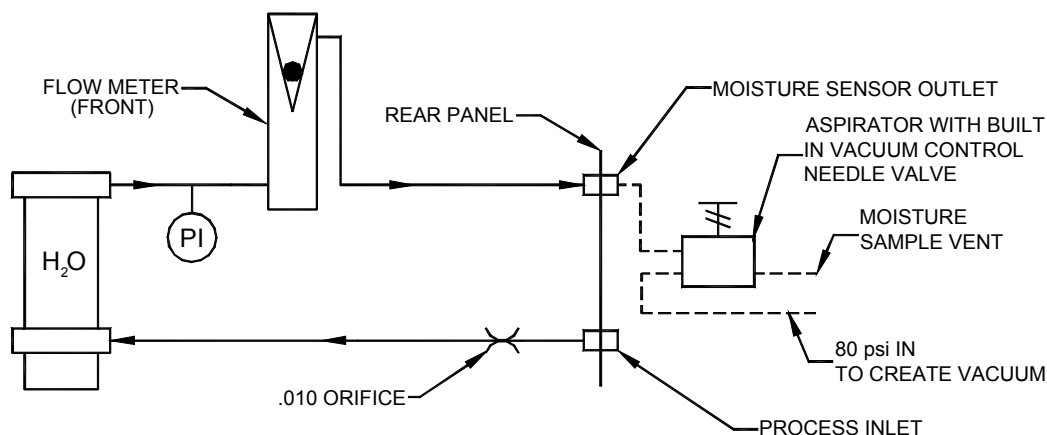 FLOW METER
(FRONT)
REAR PANEL
MOISTURE SENSOR OUTLET
ASPIRATOR WITH BUILT
IN VACUUM CONTROL
NEEDLE VALVE
MOISTURE
SAMPLE VENT
PI
H₂O
80 psi IN
TO CREATE VACUUM
.010 ORIFICE
PROCESS INLET